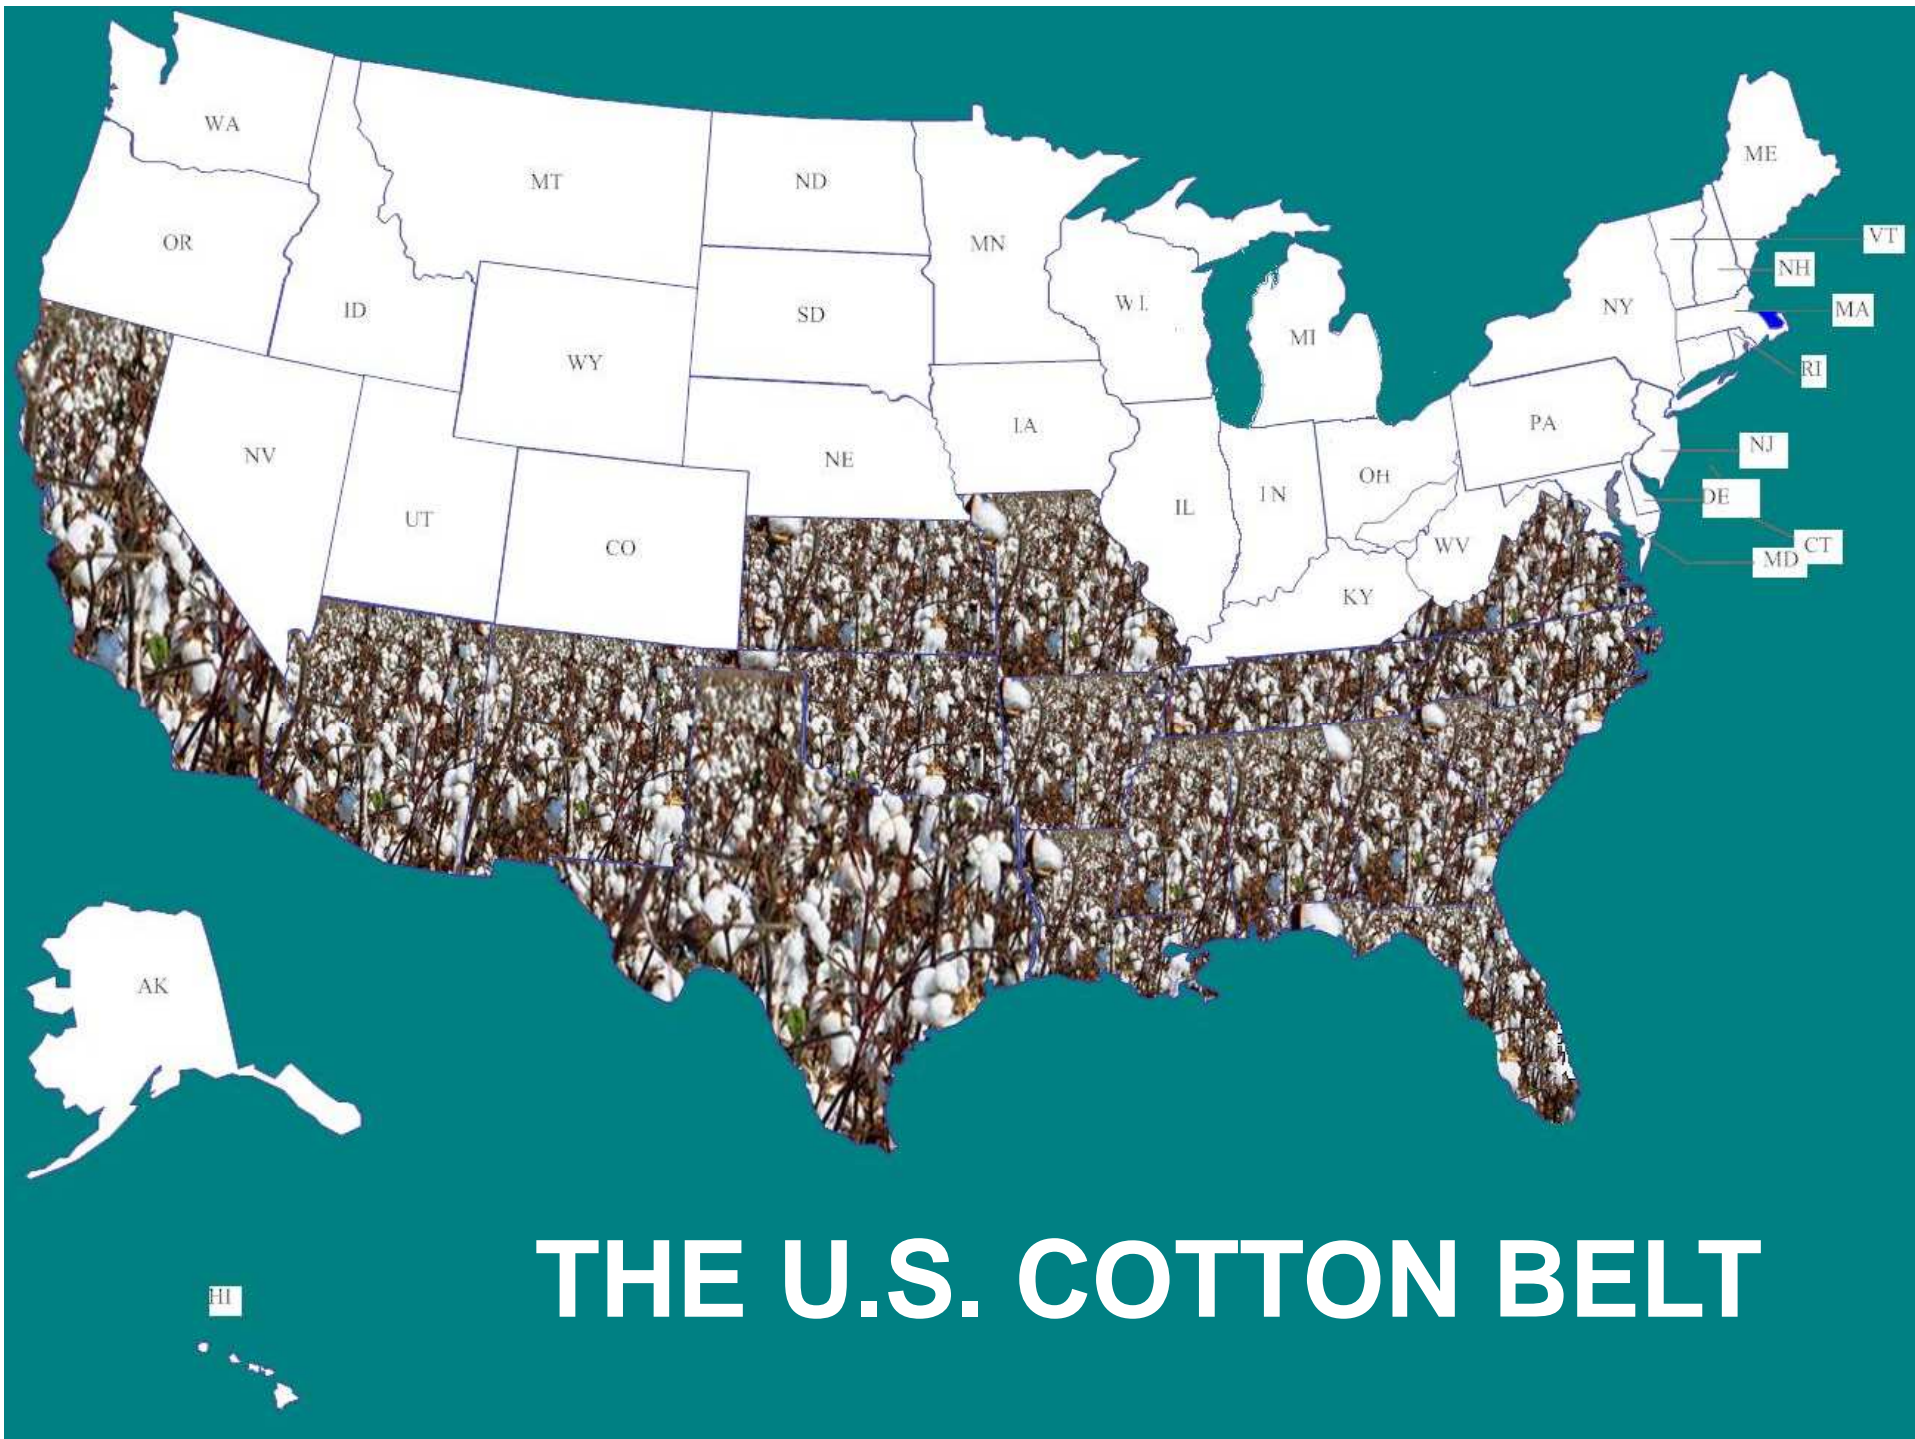 WA
MT
ND
ME
OR
MN
VT
NH
ID
SD
WI.
NY
MA
MI
WY
RI
IA
PA
NV
NE
NJ
OH
IN
IL
DE
UT
CO
WV
CT
MD
KY
AK
THE U.S. COTTON BELT
HI